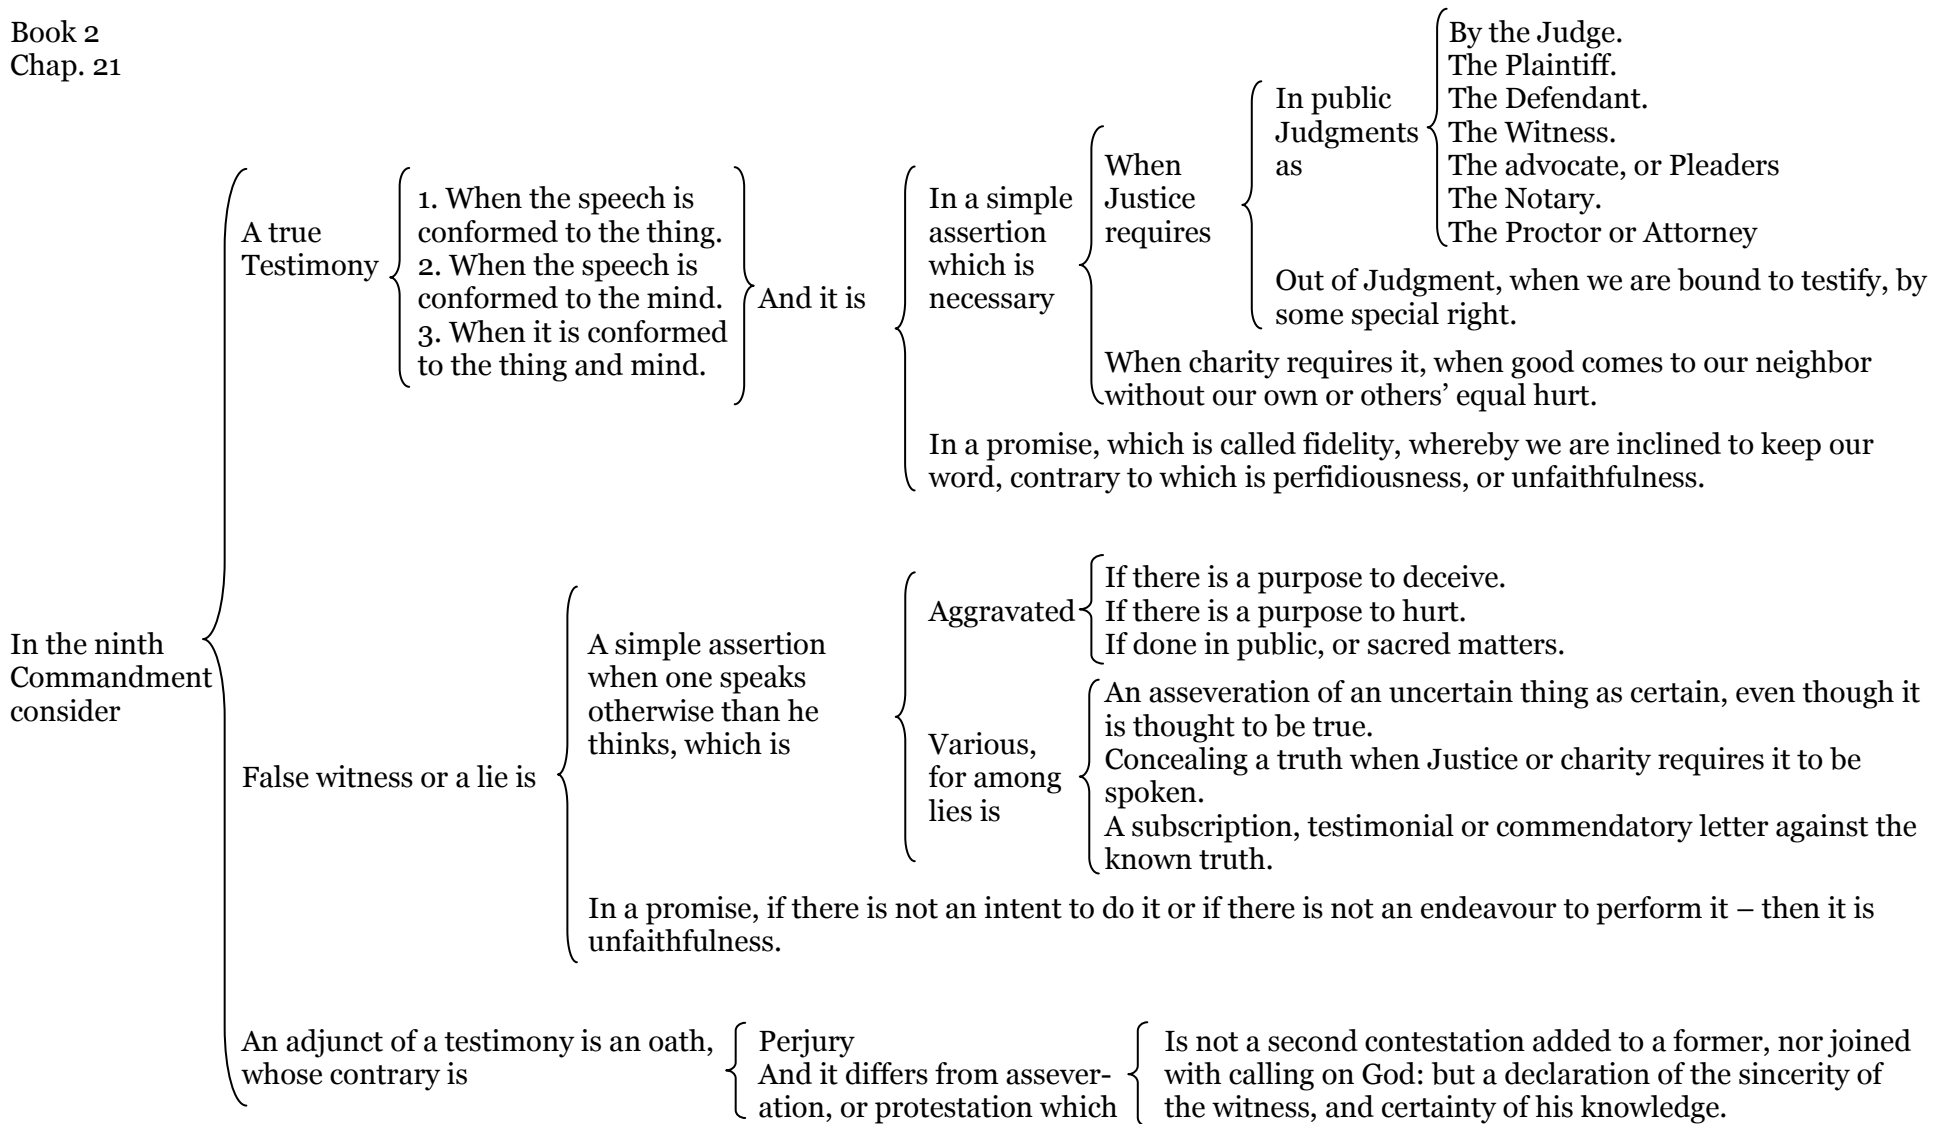 Book 2
Chap. 21
In the ninth
Commandment
consider
A true
Testimony
1. When the speech is
conformed to the thing.
2. When the speech is
conformed to the mind.
3. When it is conformed
to the thing and mind.
And it is
In a simple
assertion
which is
necessary
When
Justice
requires
In public
Judgments
as
By the Judge.
The Plaintiff.
The Defendant.
The Witness.
The advocate, or Pleaders
The Notary.
The Proctor or Attorney
Out of Judgment, when we are bound to testify, by
some special right.
When charity requires it, when good comes to our neighbor
without our own or others’ equal hurt.
In a promise, which is called fidelity, whereby we are inclined to keep our
word, contrary to which is perfidiousness, or unfaithfulness.
False witness or a lie is
A simple assertion
when one speaks
otherwise than he
thinks, which is
Aggravated
If there is a purpose to deceive.
If there is a purpose to hurt.
If done in public, or sacred matters.
Various,
for among
lies is
An asseveration of an uncertain thing as certain, even though it
is thought to be true.
Concealing a truth when Justice or charity requires it to be
spoken.
A subscription, testimonial or commendatory letter against the
known truth.
In a promise, if there is not an intent to do it or if there is not an endeavour to perform it – then it is
unfaithfulness.
An adjunct of a testimony is an oath,
whose contrary is
Perjury
And it differs from assever-
ation, or protestation which
Is not a second contestation added to a former, nor joined
with calling on God: but a declaration of the sincerity of
the witness, and certainty of his knowledge.